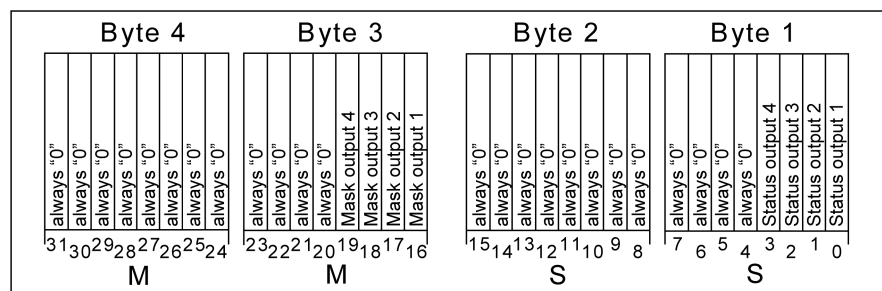 Byte 4 Byte 3 Byte 2 Byte 1
always “0”
always “0”
always “0”
always “0”
always “0”
always “0”
always “0”
always “0”
always “0”
always “0”
always “0”
always “0”
Mask output 4
Mask output 3
Mask output 2
Mask output 1
always “0”
always “0”
always “0”
always “0”
always “0”
always “0”
always “0”
always “0”
always “0”
always “0”
always “0”
always “0”
Status output 4
Status output 3
Status output 2
Status output 1
31 30 29 28 27 26 25 24 23 22 21 20 19 18 17 16 15 14 13 12 11 10 9 8 7 6 5 4 3 2 1 0
M M S S